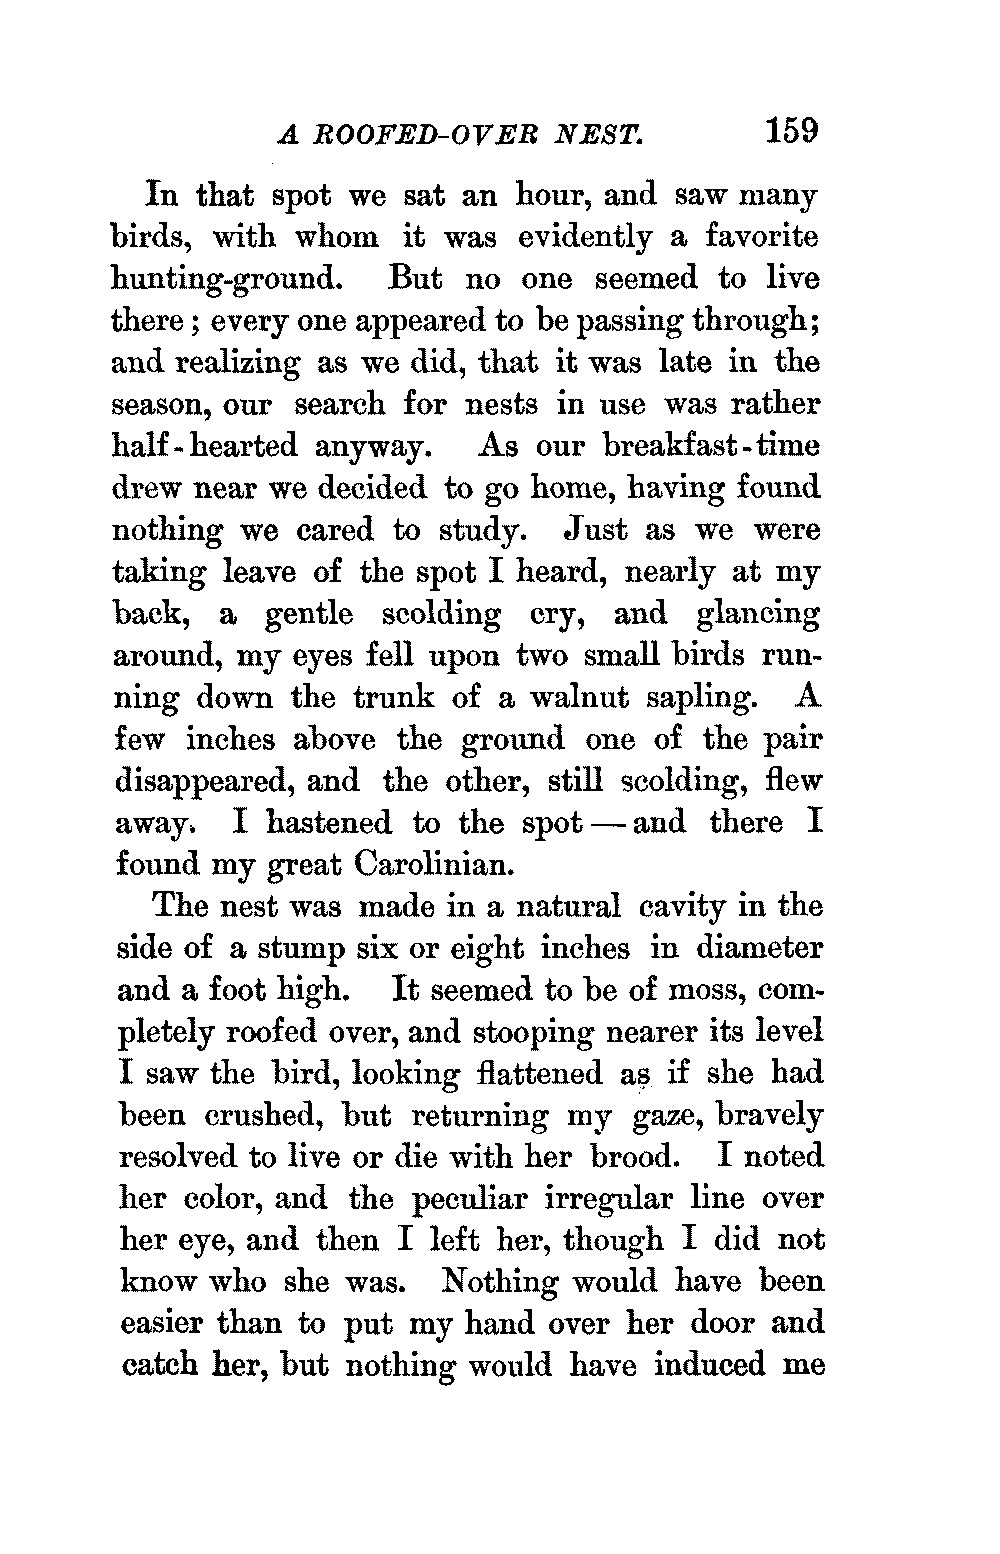 A ROOFED-OVER NEST. 159
In that spot we sat an hour, and saw many
birds, with whom it was evidently a favorite
hunting-ground. But no one seemed to live
there; every one appeared to be passing through;
and realizing as we did, that it was late in the
season, our search for nests in use was rather
half-hearted anyway. As our breakfast-time
drew near we decided to go home, having found
nothing we cared to study. Just as we were
taking leave of the spot I heard, nearly at my
back, a gentle scolding cry, and glancing
around, my eyes fell upon two small birds run-
ning down the trunk of a walnut sapling. A
few inches above the ground one of the pair
disappeared, and the other, still scolding, flew
away. I hastened to the spot — and there I
found my great Carolinian.
The nest was made in a natural cavity in the
side of a stump six or eight inches in diameter
and a foot high. It seemed to be of moss, com-
pletely roofed over, and stooping nearer its level
I saw the bird, looking flattened as if she had
been crushed, but returning my gaze, bravely
resolved to live or die with her brood. I noted
her color, and the peculiar irregular line over
her eye, and then I left her, though I did not
know who she was. Nothing would have been
easier than to put my hand over her door and
catch her, but nothing would have induced me